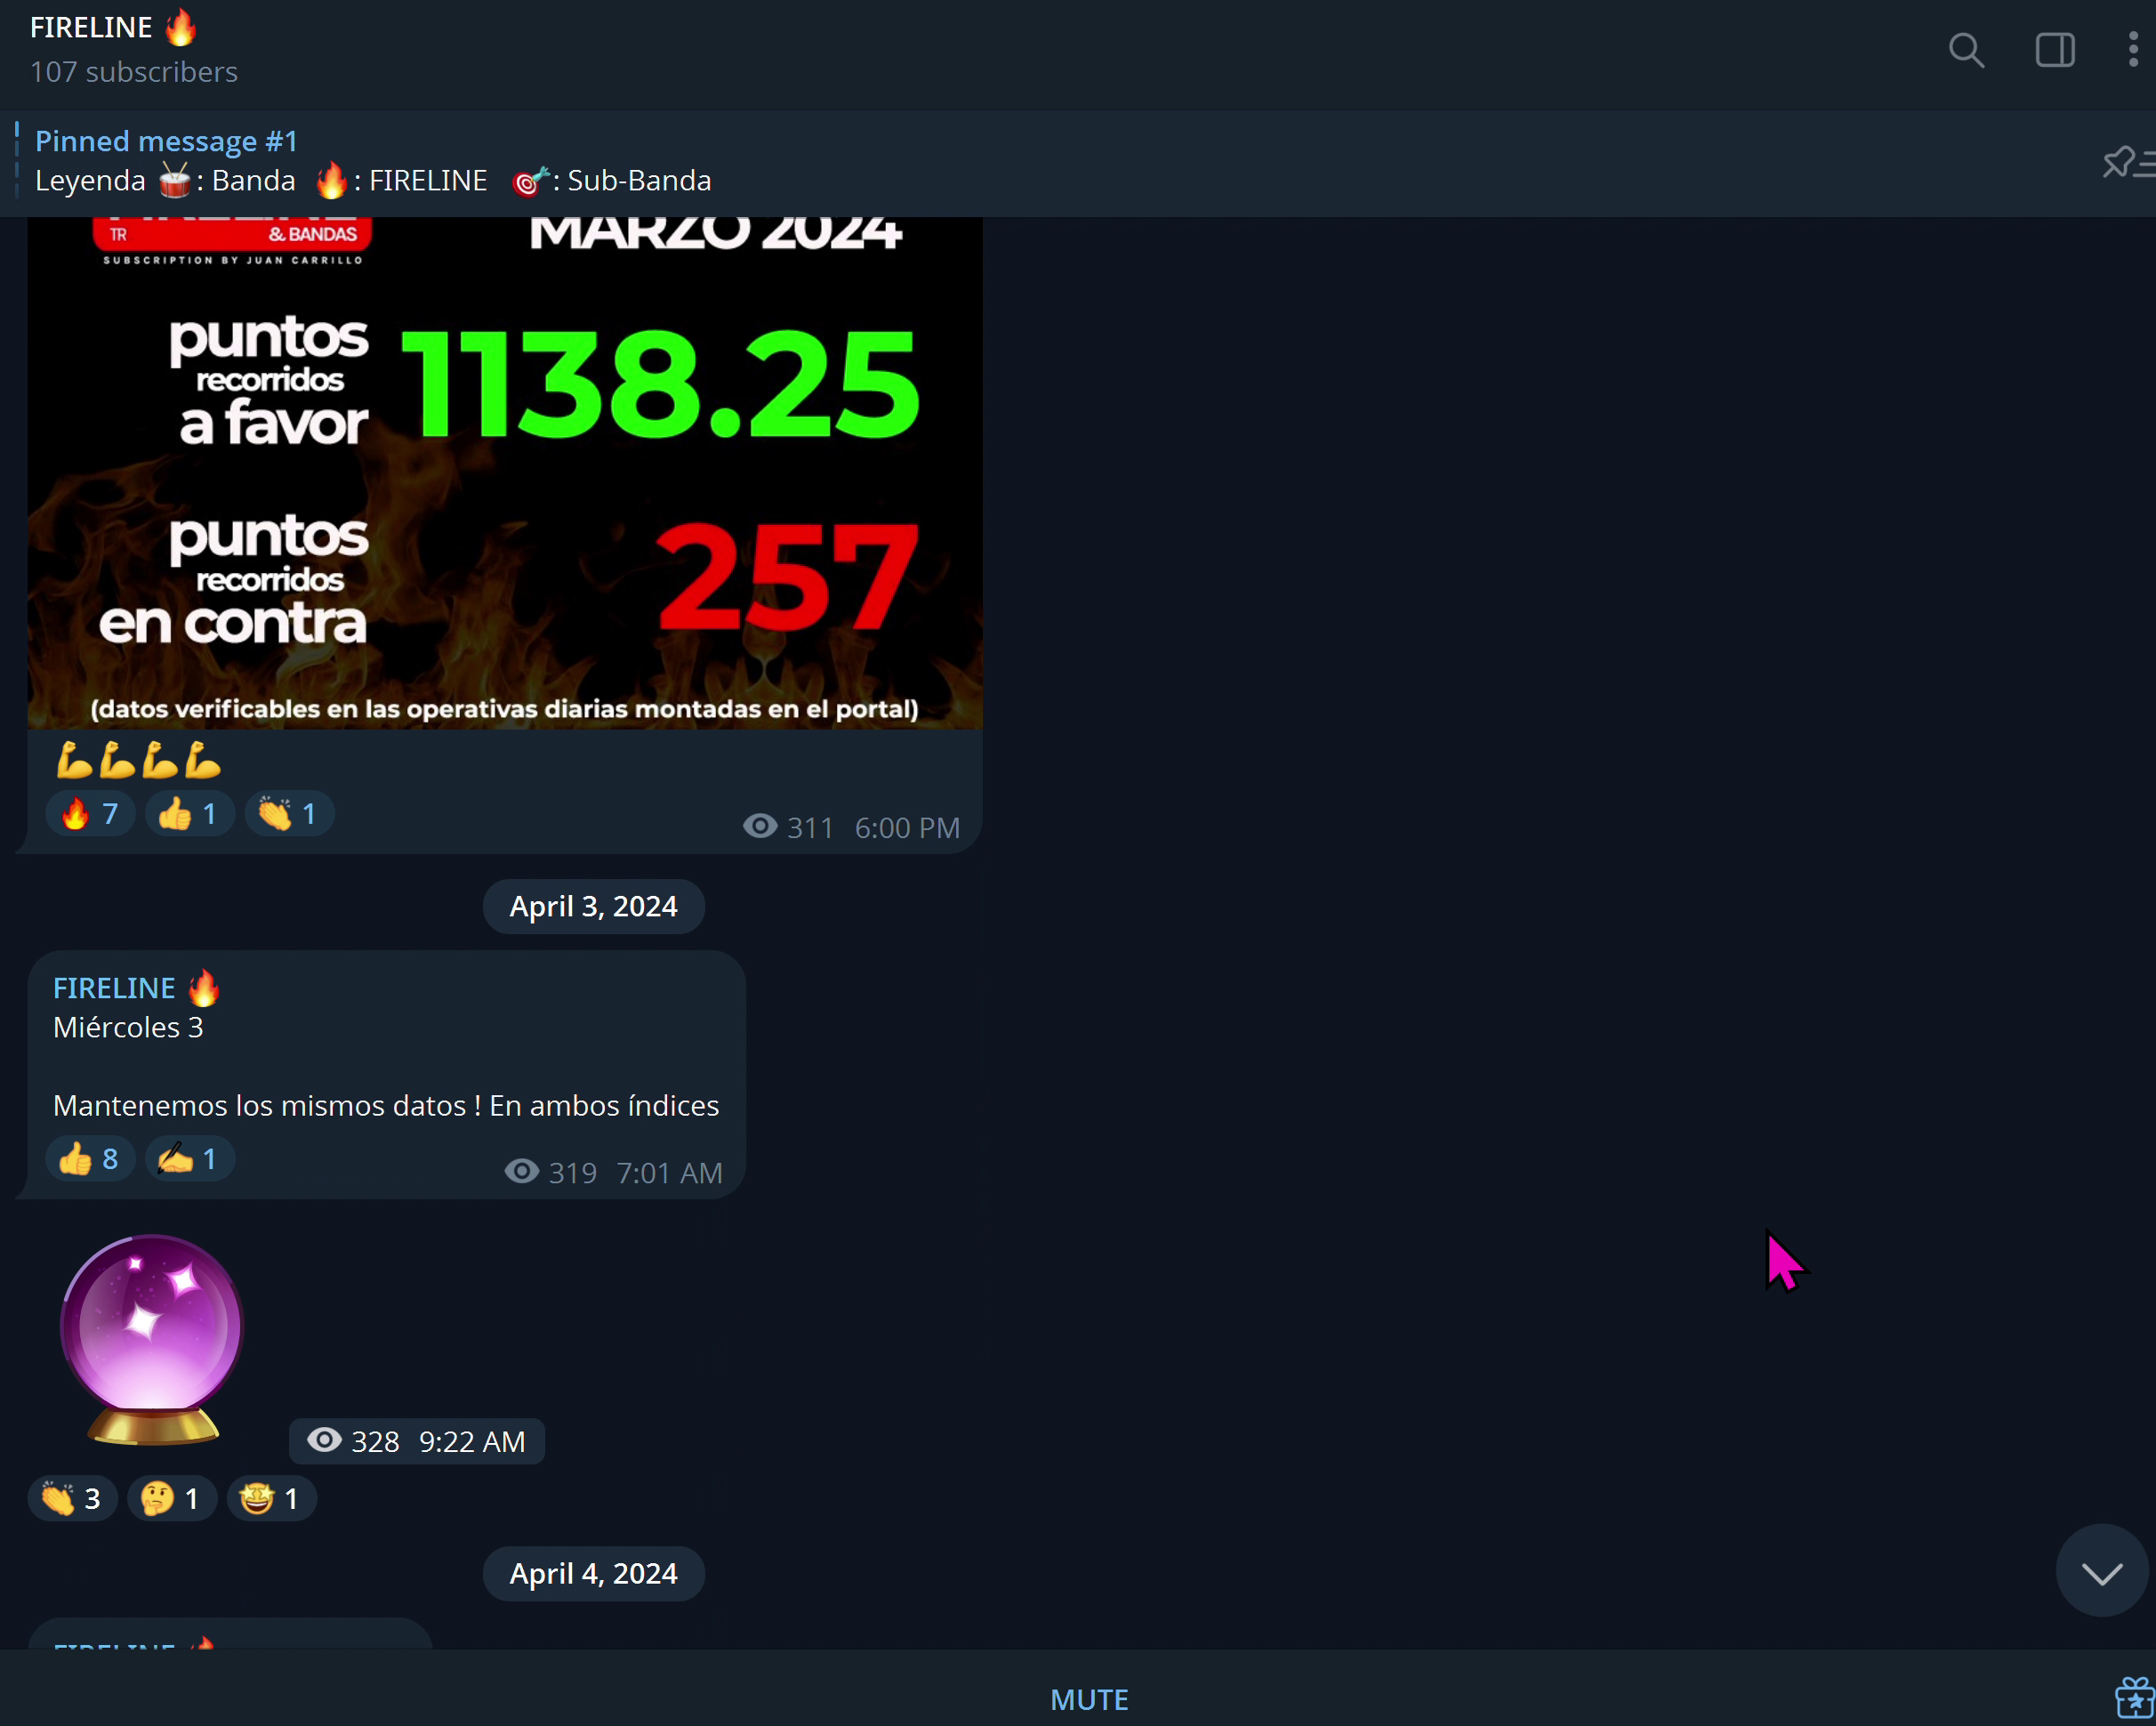 FIRELINE 🔥
107 subscribers
Pinned message #1
Leyenda 🥁: Banda 🔥: FIRELINE 🎯: Sub-Banda
TR & BANDAS
SUBSCRIPTION BY JUAN CARRILLO
MARZO 2024
puntos
recorridos
a favor
1138.25
puntos
recorridos
en contra
257
(datos verificables en las operativas diarias montadas en el portal)
💪💪💪💪
🔥 7 👍 1 👏 1
311 6:00 PM
April 3, 2024
FIRELINE 🔥
Miércoles 3
Mantenemos los mismos datos ! En ambos índices
👍 8 ✍ 1
319 7:01 AM
328 9:22 AM
👏 3 🤔 1 🤩 1
April 4, 2024
FIRELINE 🔥
MUTE